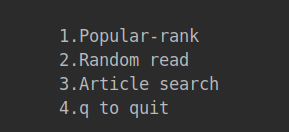 1.Popular-rank
2.Random read
3.Article search
4.q to quit